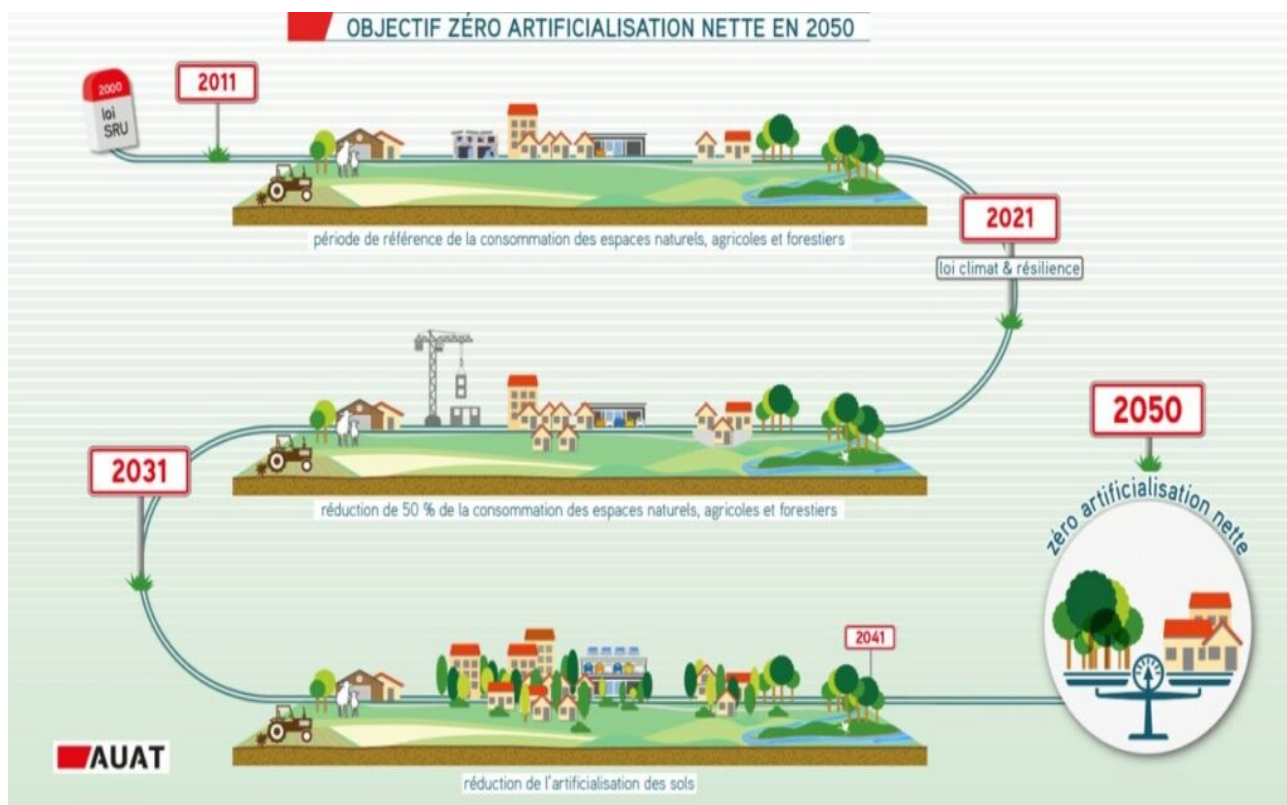 OBJECTIF ZÉRO ARTIFICIALISATION NETTE EN 2050
2000
loi
SRU
2011
période de référence de la consommation des espaces naturels, agricoles et forestiers
2021
loi climat & résilience
2031
réduction de 50 % de la consommation des espaces naturels, agricoles et forestiers
2041
réduction de l'artificialisation des sols
2050
zéro artificialisation nette
AUAT